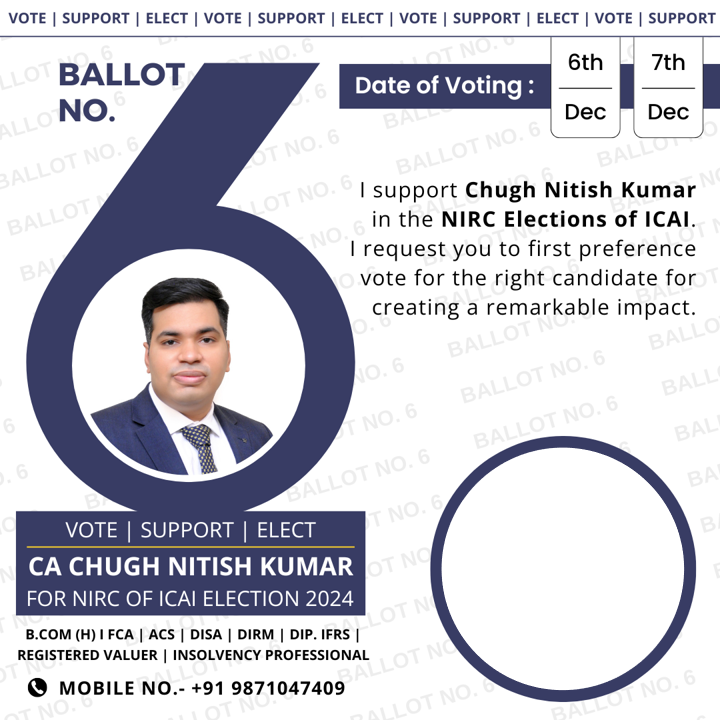 VOTE | SUPPORT | ELECT | VOTE | SUPPORT | ELECT | VOTE | SUPPORT | ELECT | VOTE | SUPPORT
BALLOT
NO.
6
Date of Voting :
6th
Dec
7th
Dec
I support Chugh Nitish Kumar
in the NIRC Elections of ICAI.
I request you to first preference
vote for the right candidate for
creating a remarkable impact.
VOTE | SUPPORT | ELECT
CA CHUGH NITISH KUMAR
FOR NIRC OF ICAI ELECTION 2024
B.COM (H) I FCA | ACS | DISA | DIRM | DIP. IFRS |
REGISTERED VALUER | INSOLVENCY PROFESSIONAL
MOBILE NO.- +91 9871047409
BALLOT NO. 6